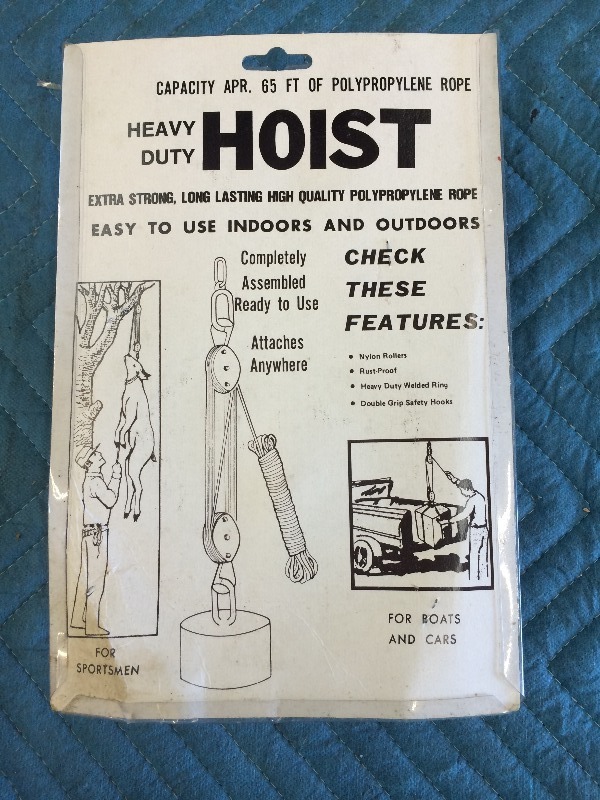 CAPACITY APR. 65 FT OF POLYPROPYLENE ROPE
HEAVY DUTY HOIST
EXTRA STRONG, LONG LASTING HIGH QUALITY POLYPROPYLENE ROPE
EASY TO USE INDOORS AND OUTDOORS
Completely
Assembled
Ready to Use
Attaches
Anywhere
CHECK
THESE
FEATURES:
• Nylon Rollers
• Rust-Proof
• Heavy Duty Welded Ring
• Double Grip Safety Hooks
FOR
SPORTSMEN
FOR BOATS
AND CARS